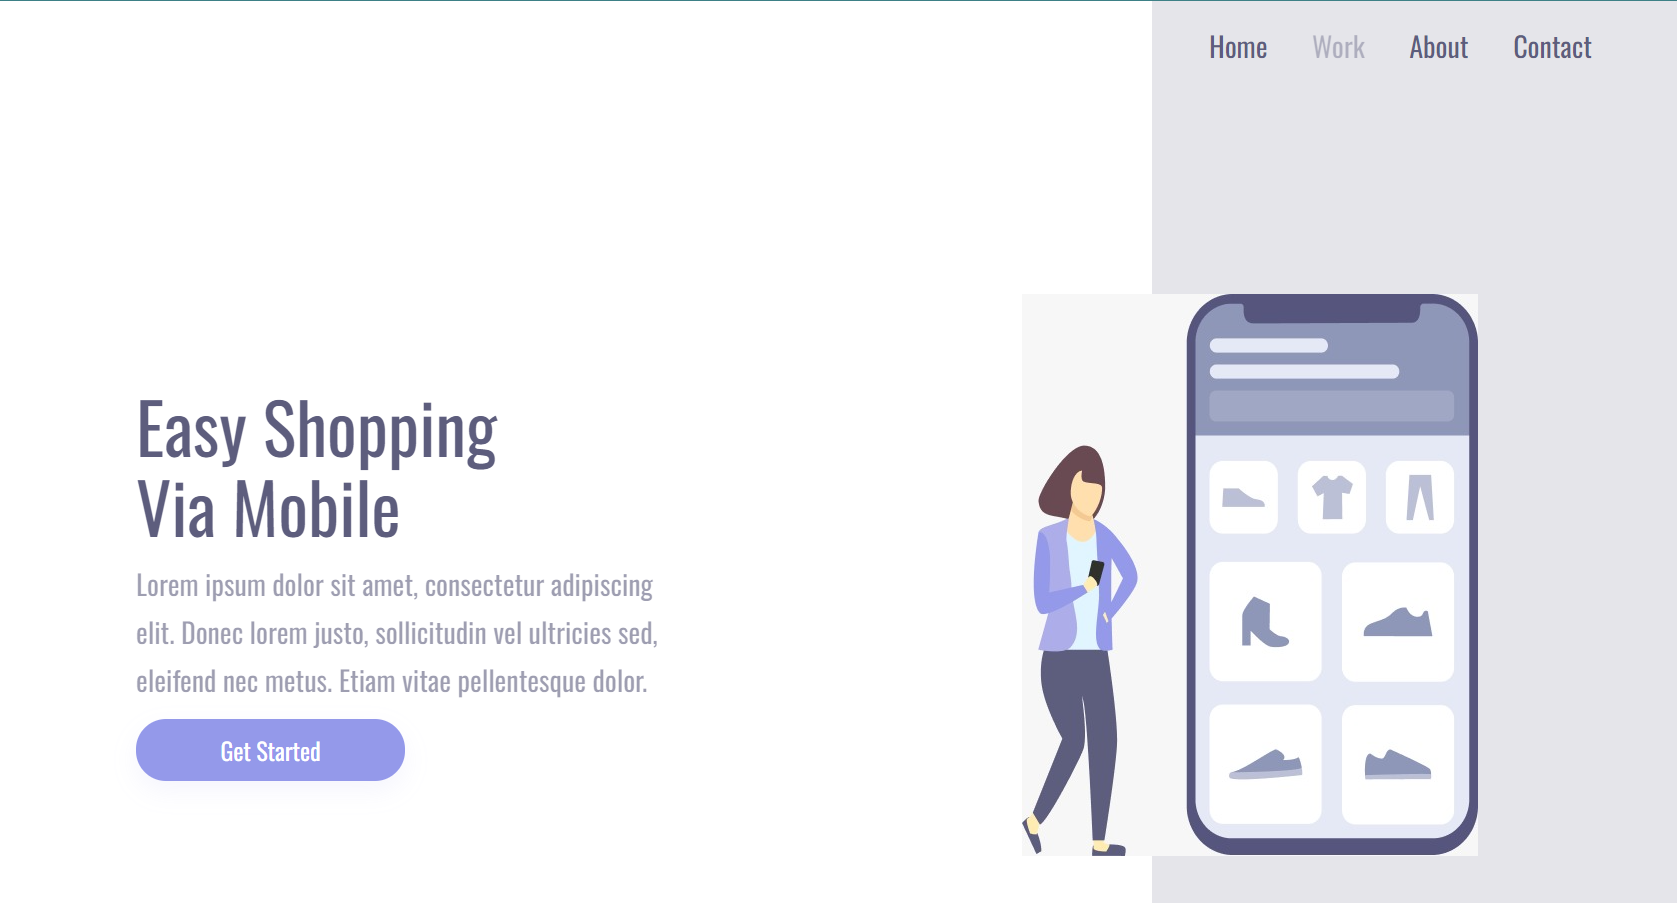 Home Work About Contact
Easy Shopping
Via Mobile
Lorem ipsum dolor sit amet, consectetur adipiscing
elit. Donec lorem justo, sollicitudin vel ultricies sed,
eleifend nec metus. Etiam vitae pellentesque dolor.
Get Started